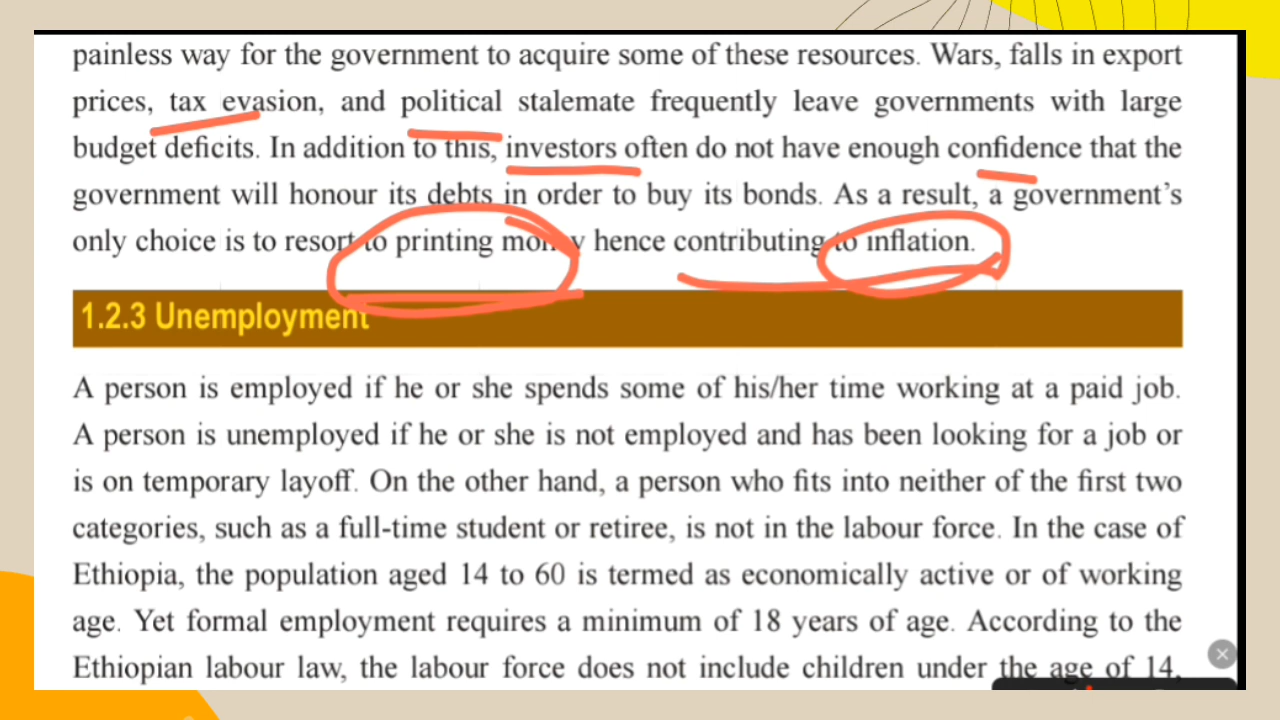 painless way for the government to acquire some of these resources. Wars, falls in export
prices, tax evasion, and political stalemate frequently leave governments with large
budget deficits. In addition to this, investors often do not have enough confidence that the
government will honour its debts in order to buy its bonds. As a result, a government’s
only choice is to resort to printing money hence contributing to inflation.
1.2.3 Unemployment
A person is employed if he or she spends some of his/her time working at a paid job.
A person is unemployed if he or she is not employed and has been looking for a job or
is on temporary layoff. On the other hand, a person who fits into neither of the first two
categories, such as a full-time student or retiree, is not in the labour force. In the case of
Ethiopia, the population aged 14 to 60 is termed as economically active or of working
age. Yet formal employment requires a minimum of 18 years of age. According to the
Ethiopian labour law, the labour force does not include children under the age of 14,